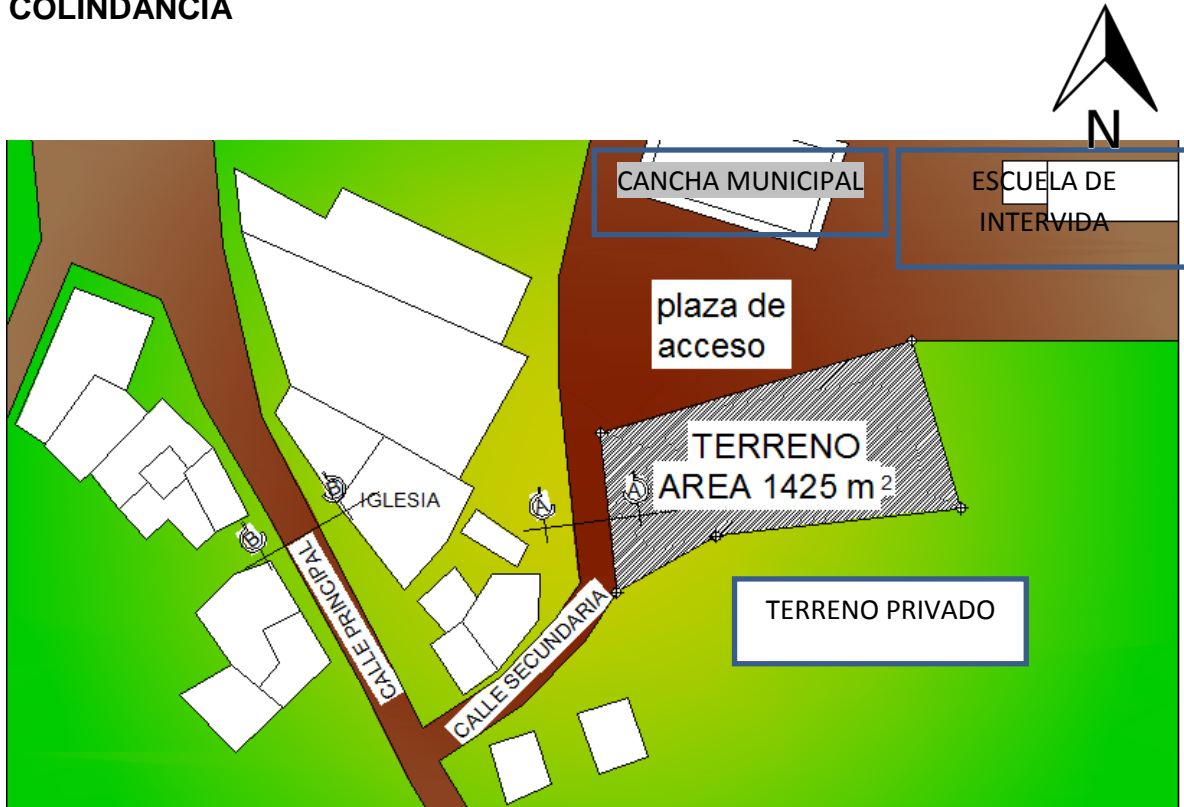 COLINDANCIA
N
CANCHA MUNICIPAL
ESCUELA DE
INTERVIDA
plaza de
acceso
TERRENO
AREA 1425 m²
A
A
B
IGLESIA
B
CALLE PRINCIPAL
CALLE SECUNDARIA
TERRENO PRIVADO